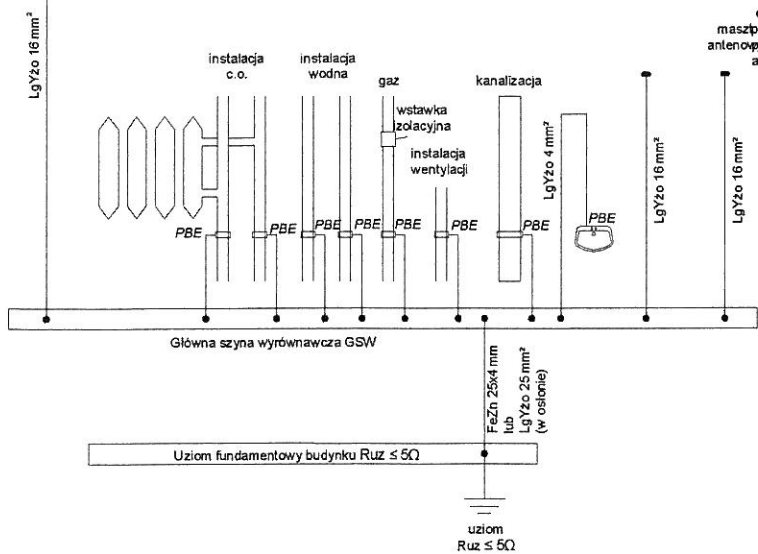 LgYżo 16 mm²
instalacja
c.o.
instalacja
wodna
gaz
wstawka
izolacyjna
instalacja
wentylacji
kanalizacja
LgYżo 4 mm²
LgYżo 16 mm²
LgYżo 16 mm²
antenowy
PBE
PBE
PBE
PBE
PBE
PBE
PBE
PBE
Główna szyna wyrównawcza GSW
FeZn 25x4 mm
lub
LgYżo 25 mm²
(w osłonie)
Uziom fundamentowy budynku Ruz ≤ 5Ω
uziom
Ruz ≤ 5Ω